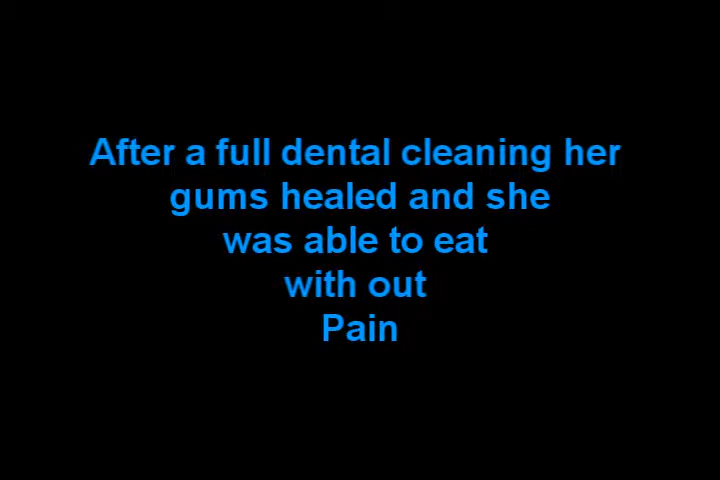 After a full dental cleaning her
gums healed and she
was able to eat
with out
Pain